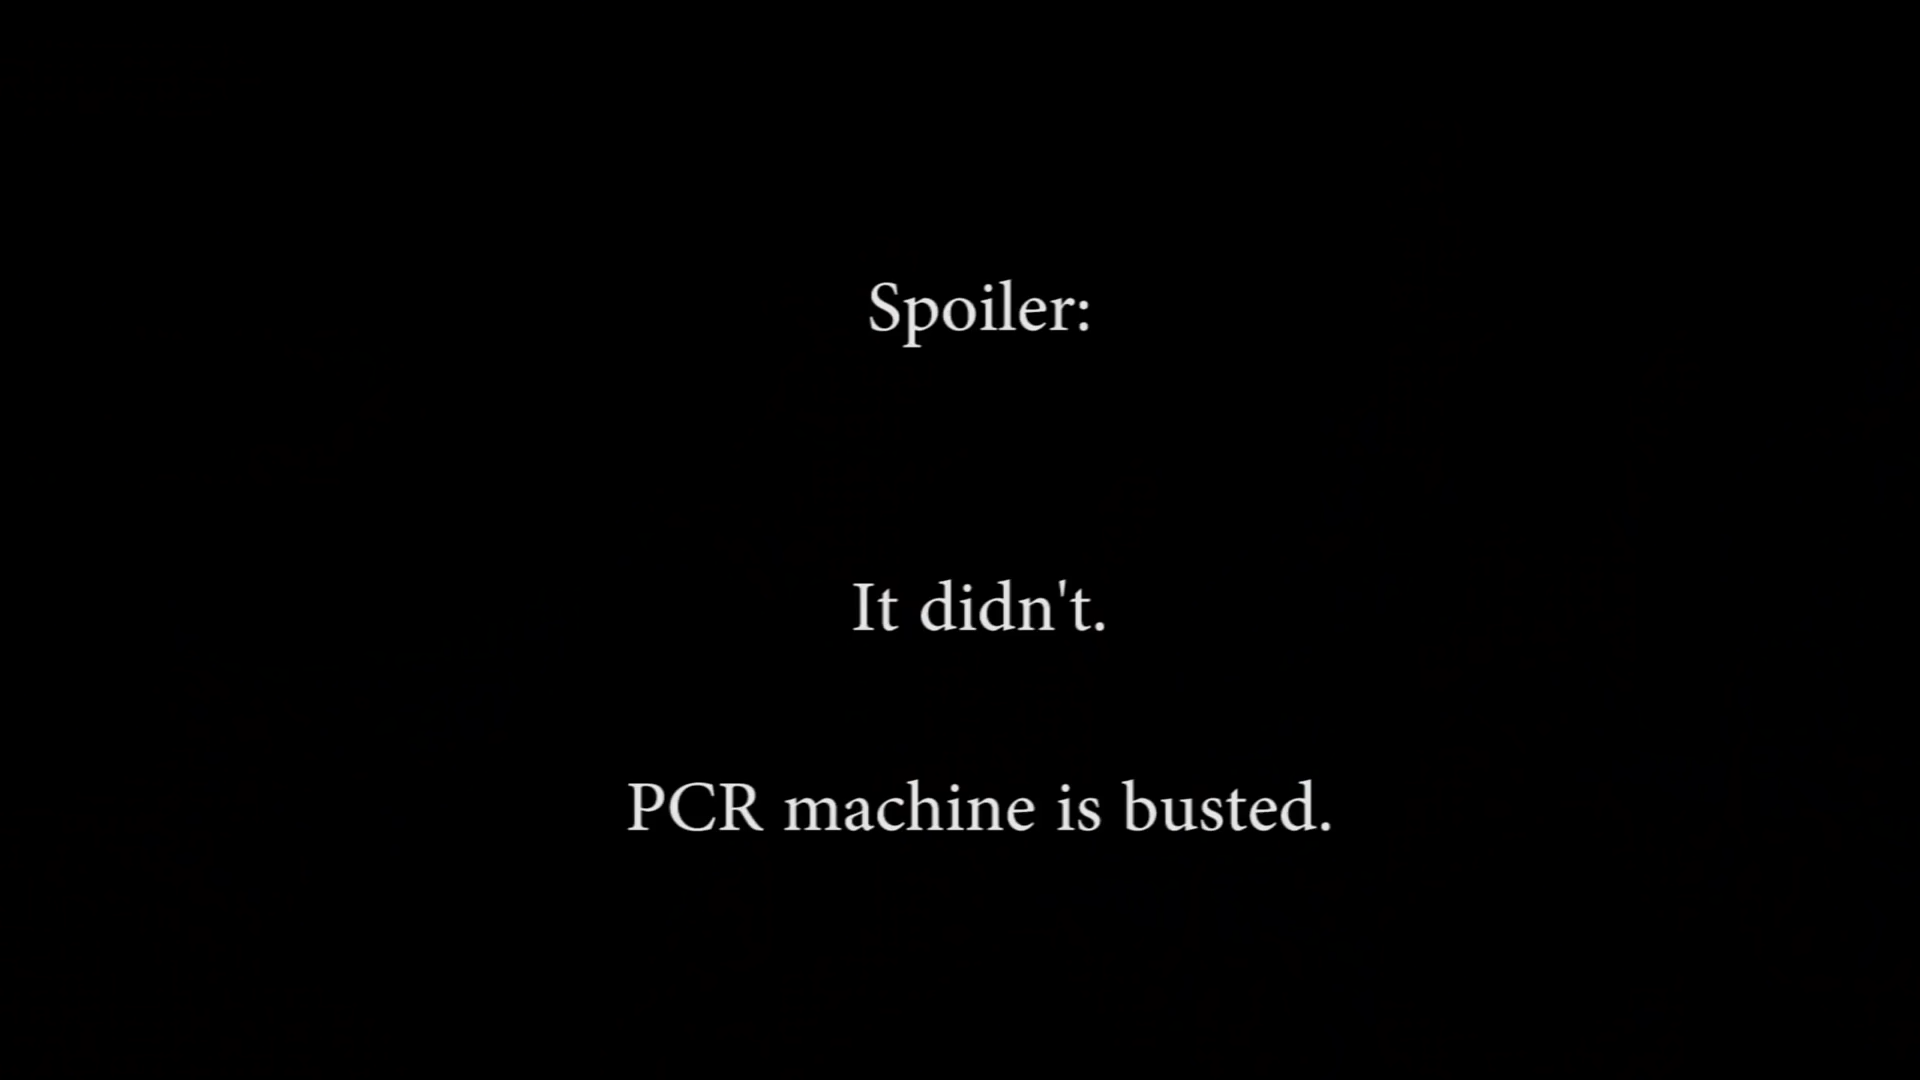 Spoiler:
It didn't.
PCR machine is busted.